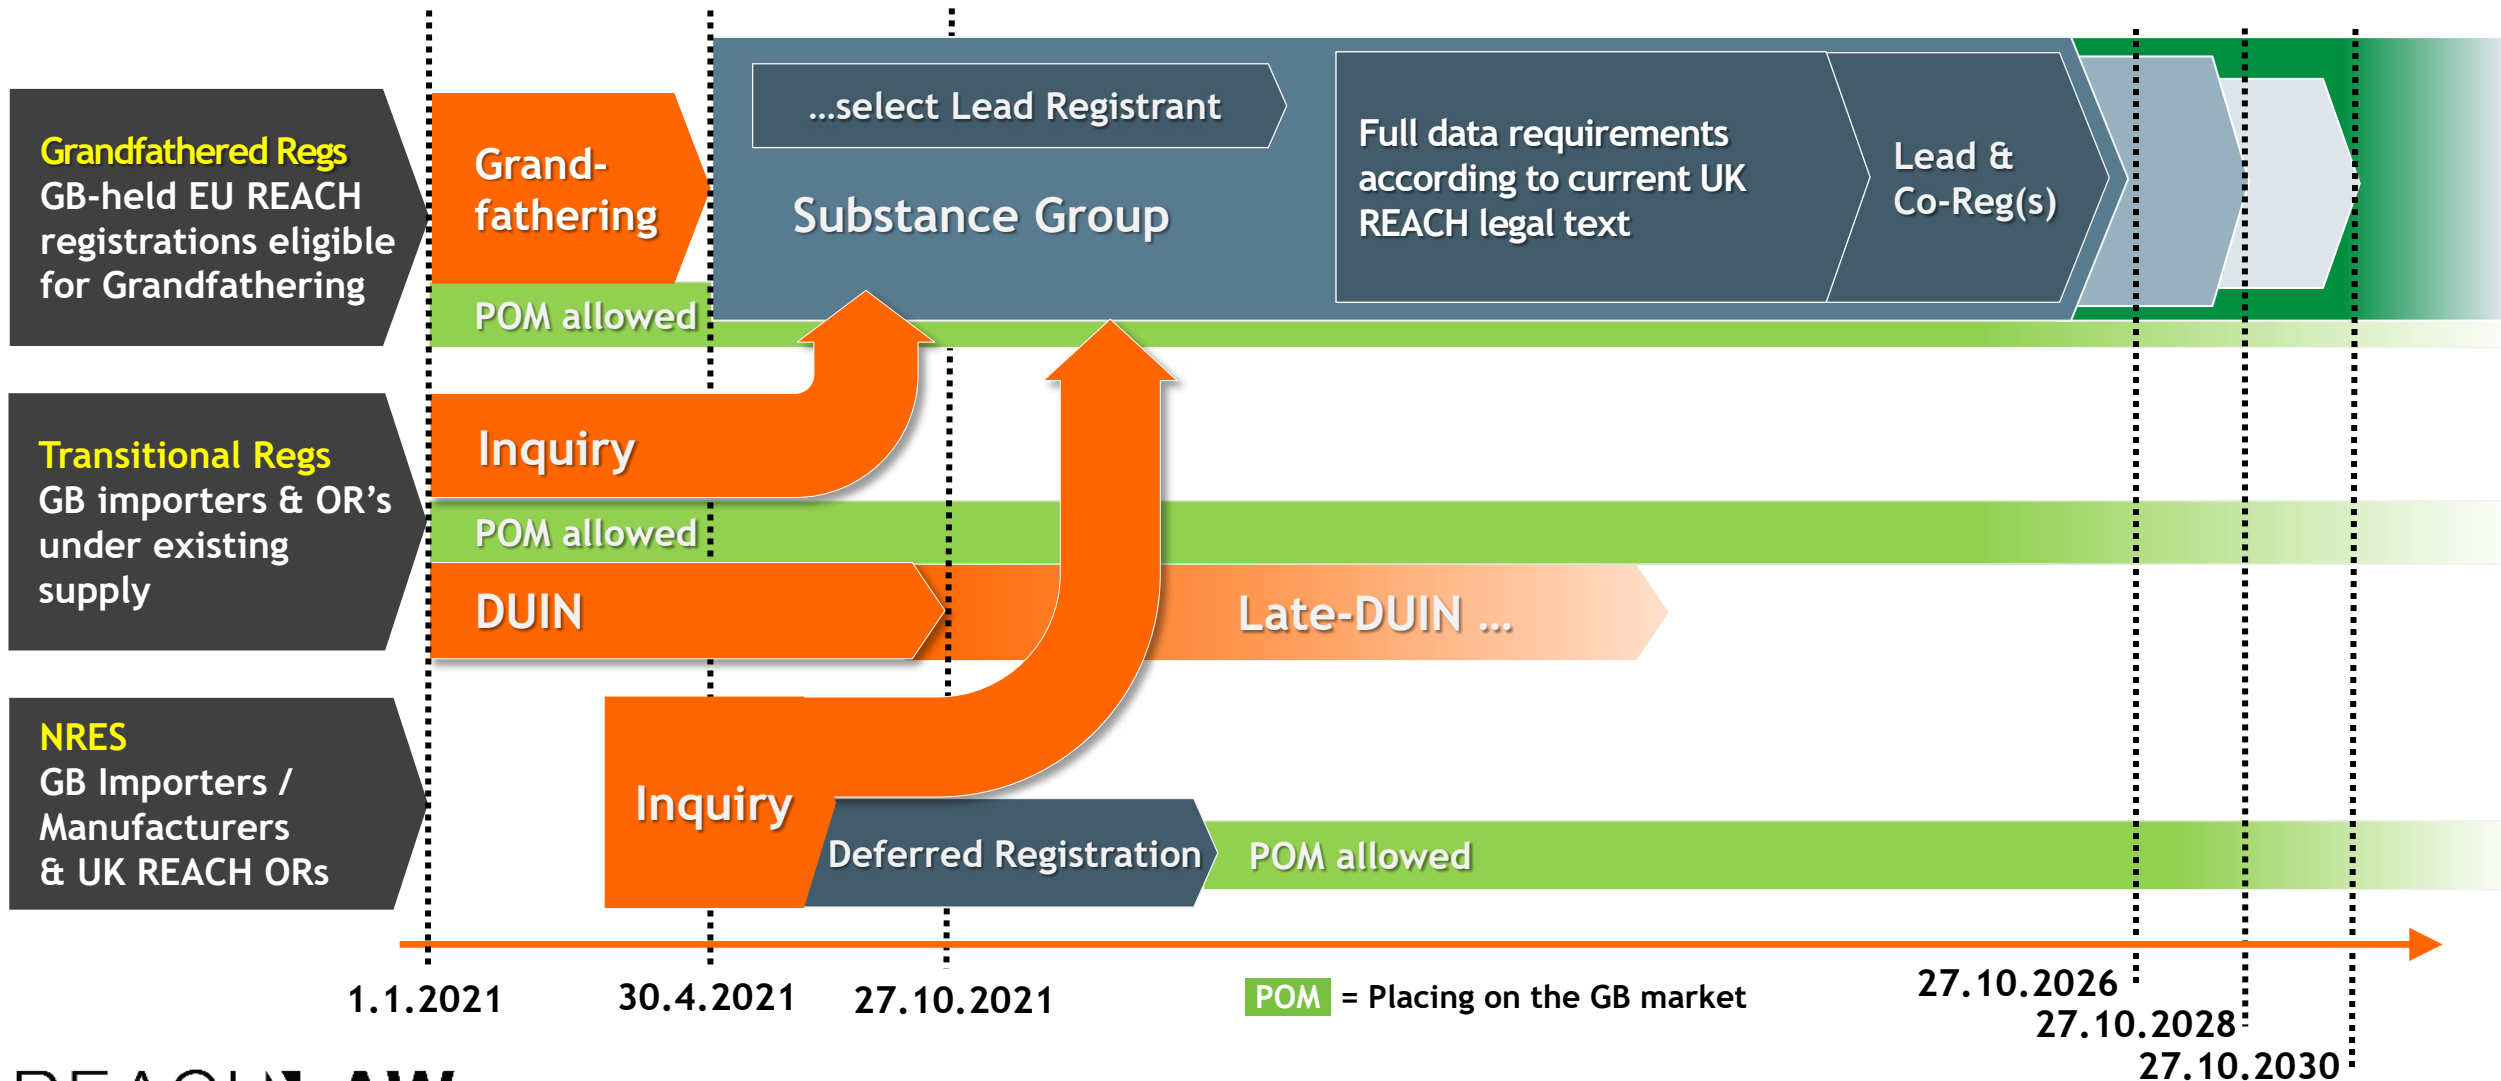 Grandfathered Regs
GB-held EU REACH
registrations eligible
for Grandfathering
Grand-
fathering
POM allowed
...select Lead Registrant
Substance Group
Full data requirements
according to current UK
REACH legal text
Lead &
Co-Reg(s)
Transitional Regs
GB importers & OR's
under existing
supply
Inquiry
POM allowed
DUIN
Late-DUIN ...
NRES
GB Importers /
Manufacturers
& UK REACH ORs
Inquiry
Deferred Registration
POM allowed
1.1.2021
30.4.2021
27.10.2021
POM = Placing on the GB market
27.10.2026
27.10.2028
27.10.2030
REACHLAW